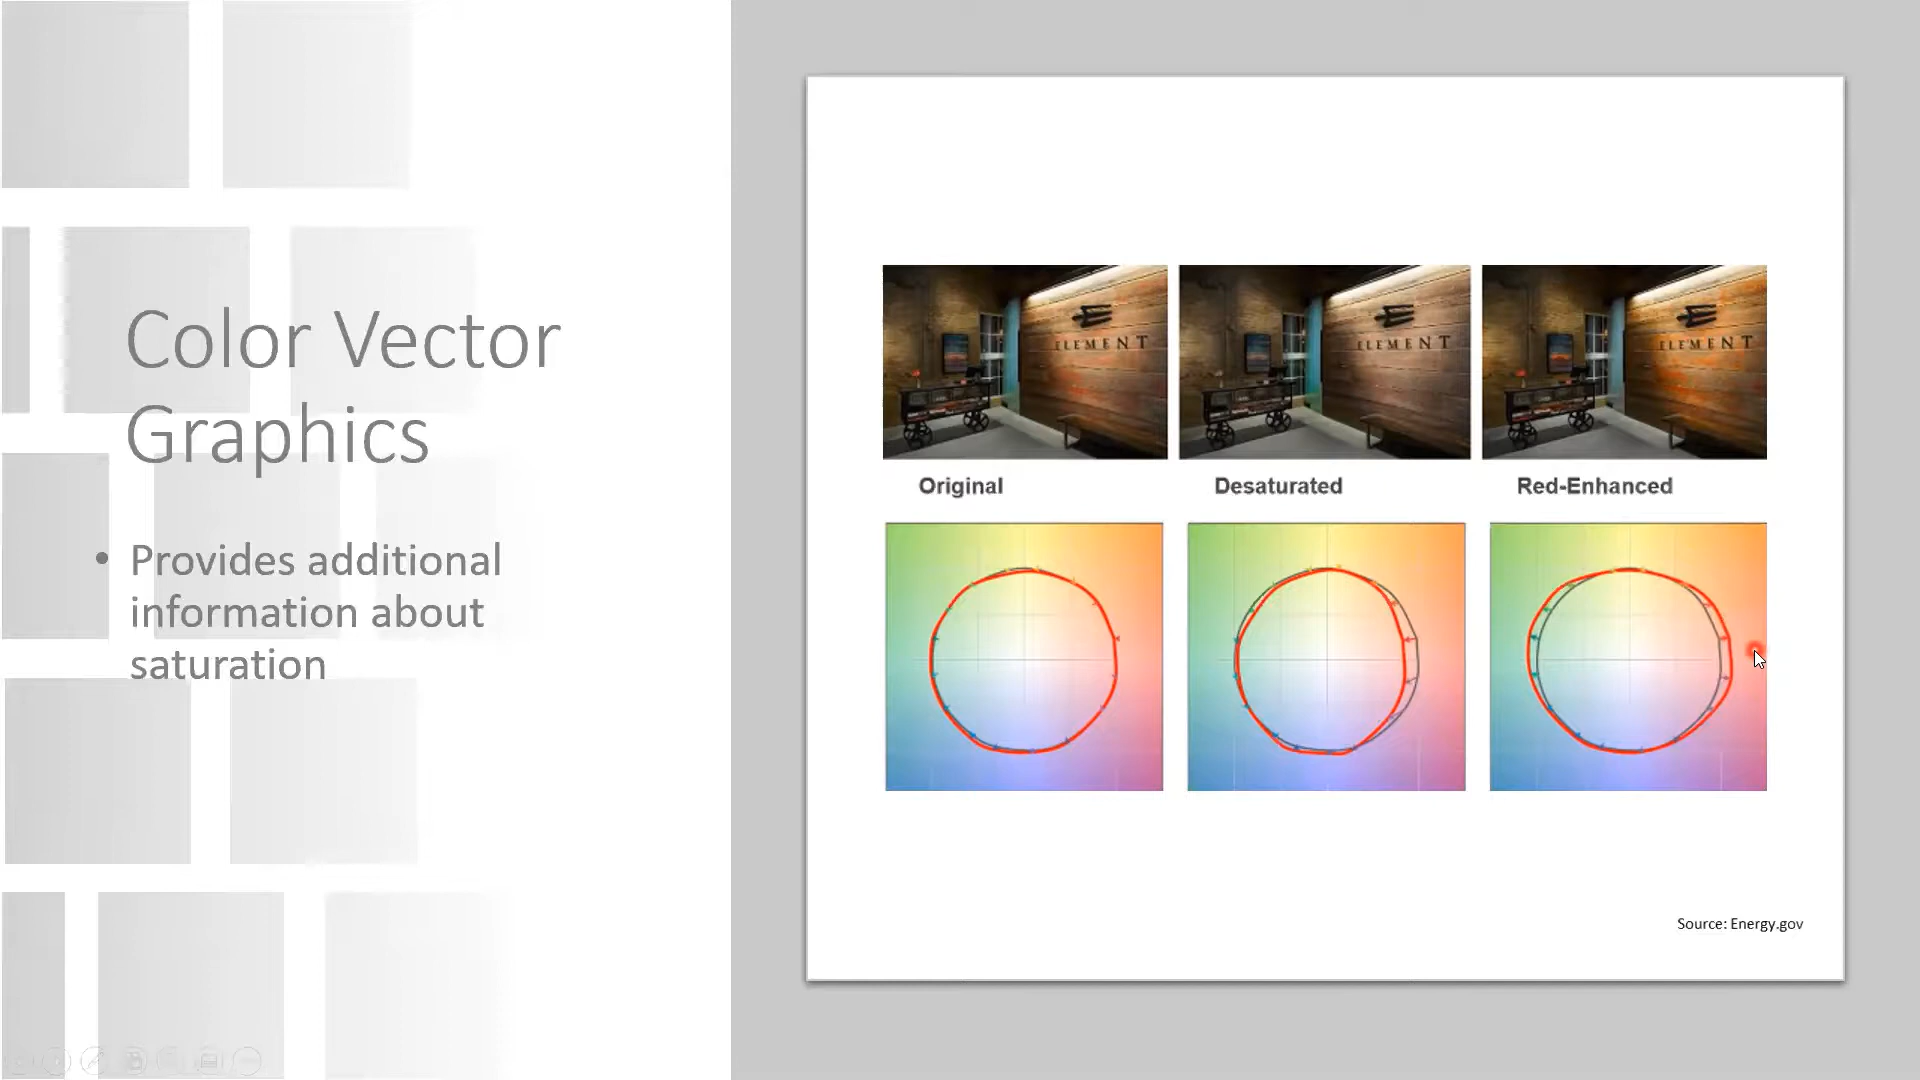 Color Vector
Graphics
• Provides additional
information about
saturation
ELEMENT
ELEMENT
ELEMENT
Original
Desaturated
Red-Enhanced
Source: Energy.gov